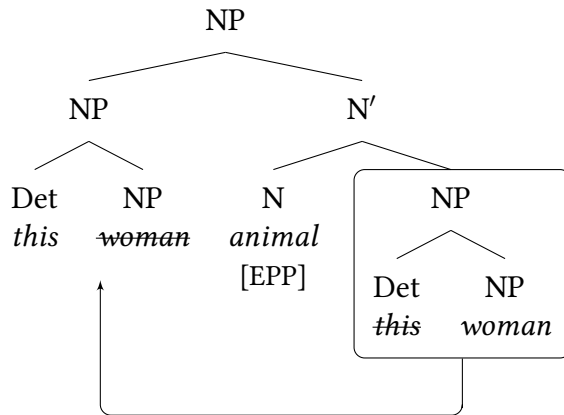 NP
NP N′
Det NP N NP
this woman animal
[EPP]
Det NP
this woman